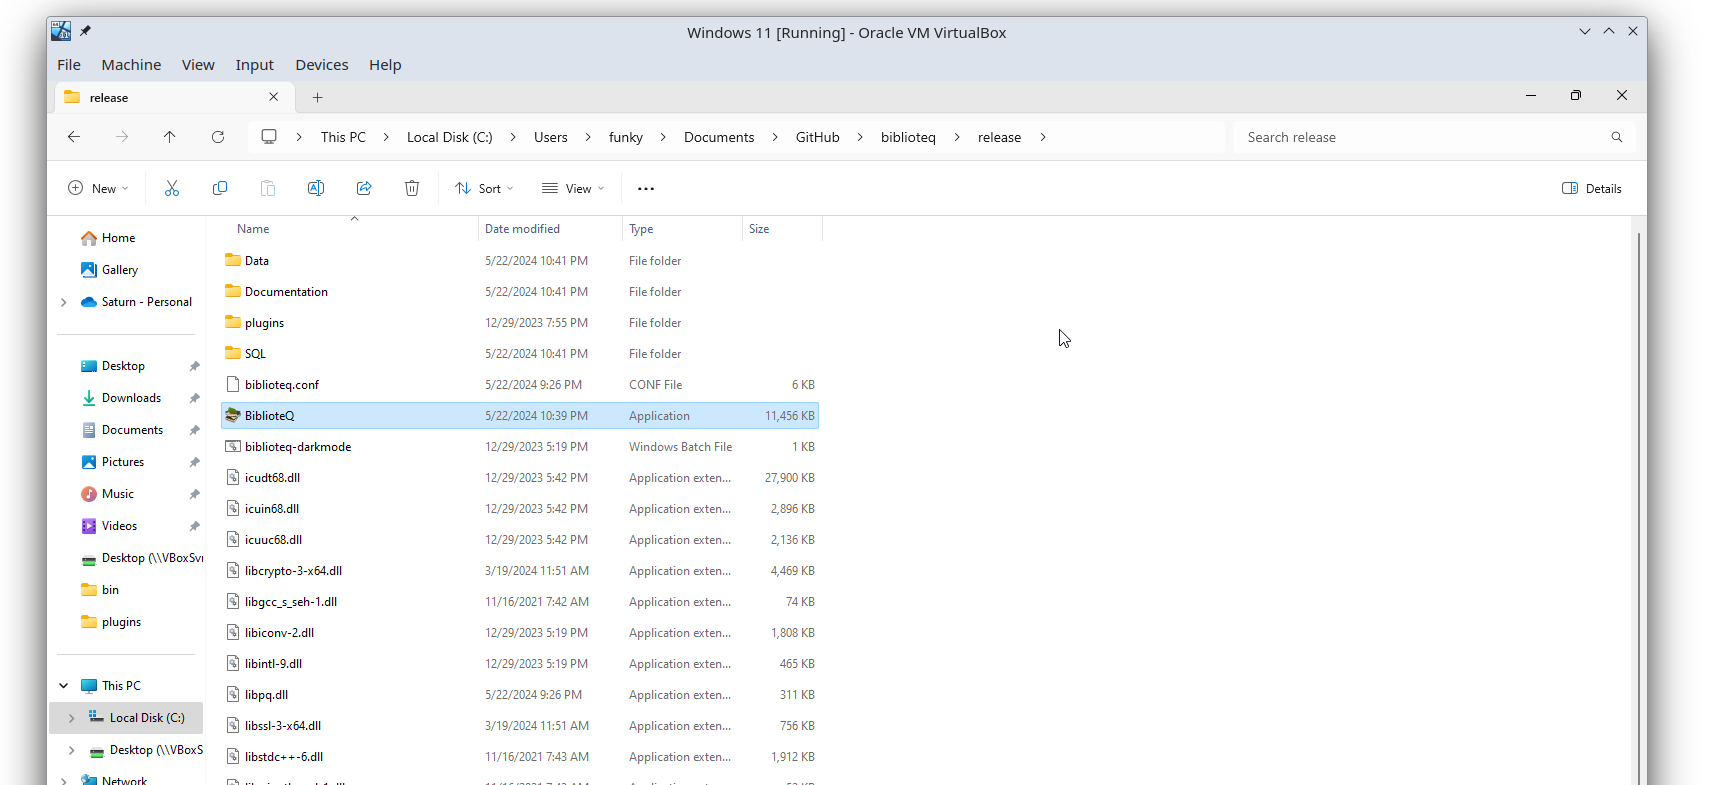 Windows 11 [Running] - Oracle VM VirtualBox
File Machine View Input Devices Help
release
This PC Local Disk (C:) Users funky Documents GitHub biblioteq release
Search release
New Sort View Details
Name Date modified Type Size
Home
Gallery
Saturn - Personal
Desktop
Downloads
Documents
Pictures
Music
Videos
Desktop (\\VBoxSvr
bin
plugins
This PC
Local Disk (C:)
Desktop (\\VBoxS
Network
Data 5/22/2024 10:41 PM File folder
Documentation 5/22/2024 10:41 PM File folder
plugins 12/29/2023 7:55 PM File folder
SQL 5/22/2024 10:41 PM File folder
biblioteq.conf 5/22/2024 9:26 PM CONF File 6 KB
BiblioteQ 5/22/2024 10:39 PM Application 11,456 KB
biblioteq-darkmode 12/29/2023 5:19 PM Windows Batch File 1 KB
icudt68.dll 12/29/2023 5:42 PM Application exten... 27,900 KB
icuin68.dll 12/29/2023 5:42 PM Application exten... 2,896 KB
icuuc68.dll 12/29/2023 5:42 PM Application exten... 2,136 KB
libcrypto-3-x64.dll 3/19/2024 11:51 AM Application exten... 4,469 KB
libgcc_s_seh-1.dll 11/16/2021 7:42 AM Application exten... 74 KB
libiconv-2.dll 12/29/2023 5:19 PM Application exten... 1,808 KB
libintl-9.dll 12/29/2023 5:19 PM Application exten... 465 KB
libpq.dll 5/22/2024 9:26 PM Application exten... 311 KB
libssl-3-x64.dll 3/19/2024 11:51 AM Application exten... 756 KB
libstdc++-6.dll 11/16/2021 7:43 AM Application exten... 1,912 KB